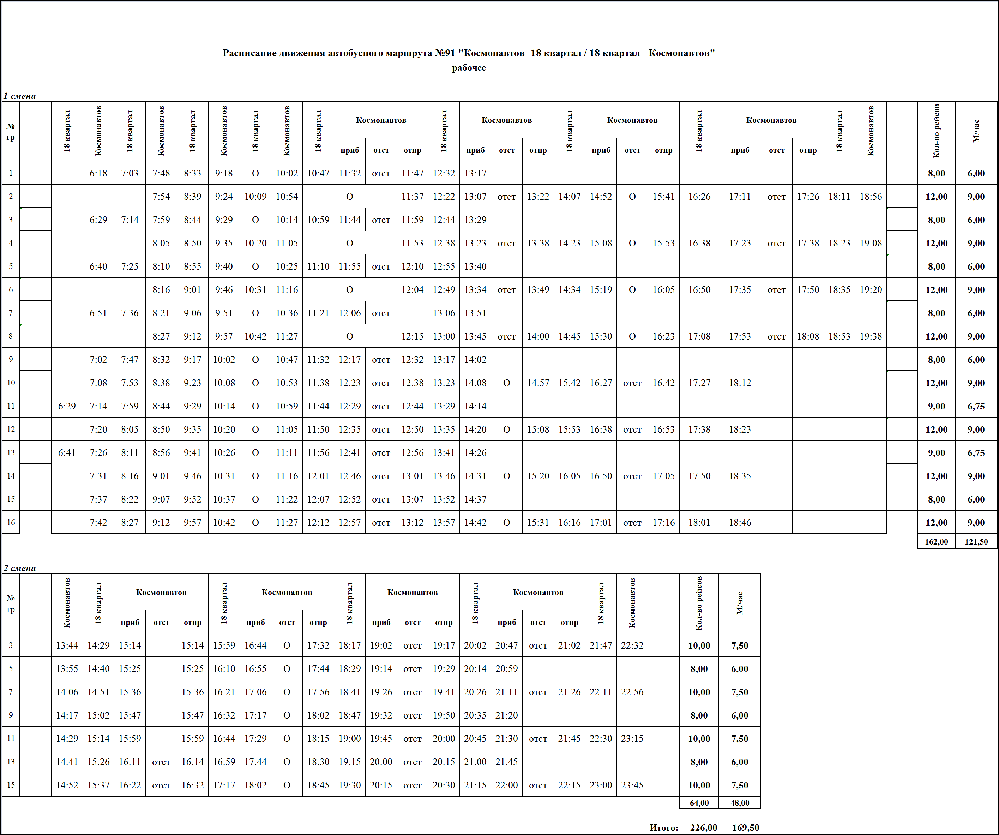 Расписание движения автобусного маршрута №91 "Космонавтов- 18 квартал / 18 квартал - Космонавтов"
рабочее
1 смена
№ гр 18 квартал Космонавтов 18 квартал Космонавтов 18 квартал Космонавтов 18 квартал Космонавтов 18 квартал Космонавтов 18 квартал Космонавтов 18 квартал Космонавтов 18 квартал Космонавтов 18 квартал Космонавтов Кол-во рейсов М/час
приб отст отпр приб отст отпр приб отст отпр приб отст отпр
1 6:18 7:03 7:48 8:33 9:18 О 10:02 10:47 11:32 отст 11:47 12:32 13:17 8,00 6,00
2 7:54 8:39 9:24 10:09 10:54 О 11:37 12:22 13:07 отст 13:22 14:07 14:52 О 15:41 16:26 17:11 отст 17:26 18:11 18:56 12,00 9,00
3 6:29 7:14 7:59 8:44 9:29 О 10:14 10:59 11:44 отст 11:59 12:44 13:29 8,00 6,00
4 8:05 8:50 9:35 10:20 11:05 О 11:53 12:38 13:23 отст 13:38 14:23 15:08 О 15:53 16:38 17:23 отст 17:38 18:23 19:08 12,00 9,00
5 6:40 7:25 8:10 8:55 9:40 О 10:25 11:10 11:55 отст 12:10 12:55 13:40 8,00 6,00
6 8:16 9:01 9:46 10:31 11:16 О 12:04 12:49 13:34 отст 13:49 14:34 15:19 О 16:05 16:50 17:35 отст 17:50 18:35 19:20 12,00 9,00
7 6:51 7:36 8:21 9:06 9:51 О 10:36 11:21 12:06 отст 13:06 13:51 8,00 6,00
8 8:27 9:12 9:57 10:42 11:27 О 12:15 13:00 13:45 отст 14:00 14:45 15:30 О 16:23 17:08 17:53 отст 18:08 18:53 19:38 12,00 9,00
9 7:02 7:47 8:32 9:17 10:02 О 10:47 11:32 12:17 отст 12:32 13:17 14:02 8,00 6,00
10 7:08 7:53 8:38 9:23 10:08 О 10:53 11:38 12:23 отст 12:38 13:23 14:08 О 14:57 15:42 16:27 отст 16:42 17:27 18:12 12,00 9,00
11 6:29 7:14 7:59 8:44 9:29 10:14 О 10:59 11:44 12:29 отст 12:44 13:29 14:14 9,00 6,75
12 7:20 8:05 8:50 9:35 10:20 О 11:05 11:50 12:35 отст 12:50 13:35 14:20 О 15:08 15:53 16:38 отст 16:53 17:38 18:23 12,00 9,00
13 6:41 7:26 8:11 8:56 9:41 10:26 О 11:11 11:56 12:41 отст 12:56 13:41 14:26 9,00 6,75
14 7:31 8:16 9:01 9:46 10:31 О 11:16 12:01 12:46 отст 13:01 13:46 14:31 О 15:20 16:05 16:50 отст 17:05 17:50 18:35 12,00 9,00
15 7:37 8:22 9:07 9:52 10:37 О 11:22 12:07 12:52 отст 13:07 13:52 14:37 8,00 6,00
16 7:42 8:27 9:12 9:57 10:42 О 11:27 12:12 12:57 отст 13:12 13:57 14:42 О 15:31 16:16 17:01 отст 17:16 18:01 18:46 12,00 9,00
162,00 121,50
2 смена
№ гр Космонавтов 18 квартал Космонавтов 18 квартал Космонавтов 18 квартал Космонавтов 18 квартал Космонавтов 18 квартал Космонавтов Кол-во рейсов М/час
приб отст отпр приб отст отпр приб отст отпр приб отст отпр
3 13:44 14:29 15:14 15:14 15:59 16:44 О 17:32 18:17 19:02 отст 19:17 20:02 20:47 отст 21:02 21:47 22:32 10,00 7,50
5 13:55 14:40 15:25 15:25 16:10 16:55 О 17:44 18:29 19:14 отст 19:29 20:14 20:59 8,00 6,00
7 14:06 14:51 15:36 15:36 16:21 17:06 О 17:56 18:41 19:26 отст 19:41 20:26 21:11 отст 21:26 22:11 22:56 10,00 7,50
9 14:17 15:02 15:47 15:47 16:32 17:17 О 18:02 18:47 19:32 отст 19:50 20:35 21:20 8,00 6,00
11 14:29 15:14 15:59 15:59 16:44 17:29 О 18:15 19:00 19:45 отст 20:00 20:45 21:30 отст 21:45 22:30 23:15 10,00 7,50
13 14:41 15:26 16:11 отст 16:14 16:59 17:44 О 18:30 19:15 20:00 отст 20:15 21:00 21:45 8,00 6,00
15 14:52 15:37 16:22 отст 16:32 17:17 18:02 О 18:45 19:30 20:15 отст 20:30 21:15 22:00 отст 22:15 23:00 23:45 10,00 7,50
64,00 48,00
Итого: 226,00 169,50